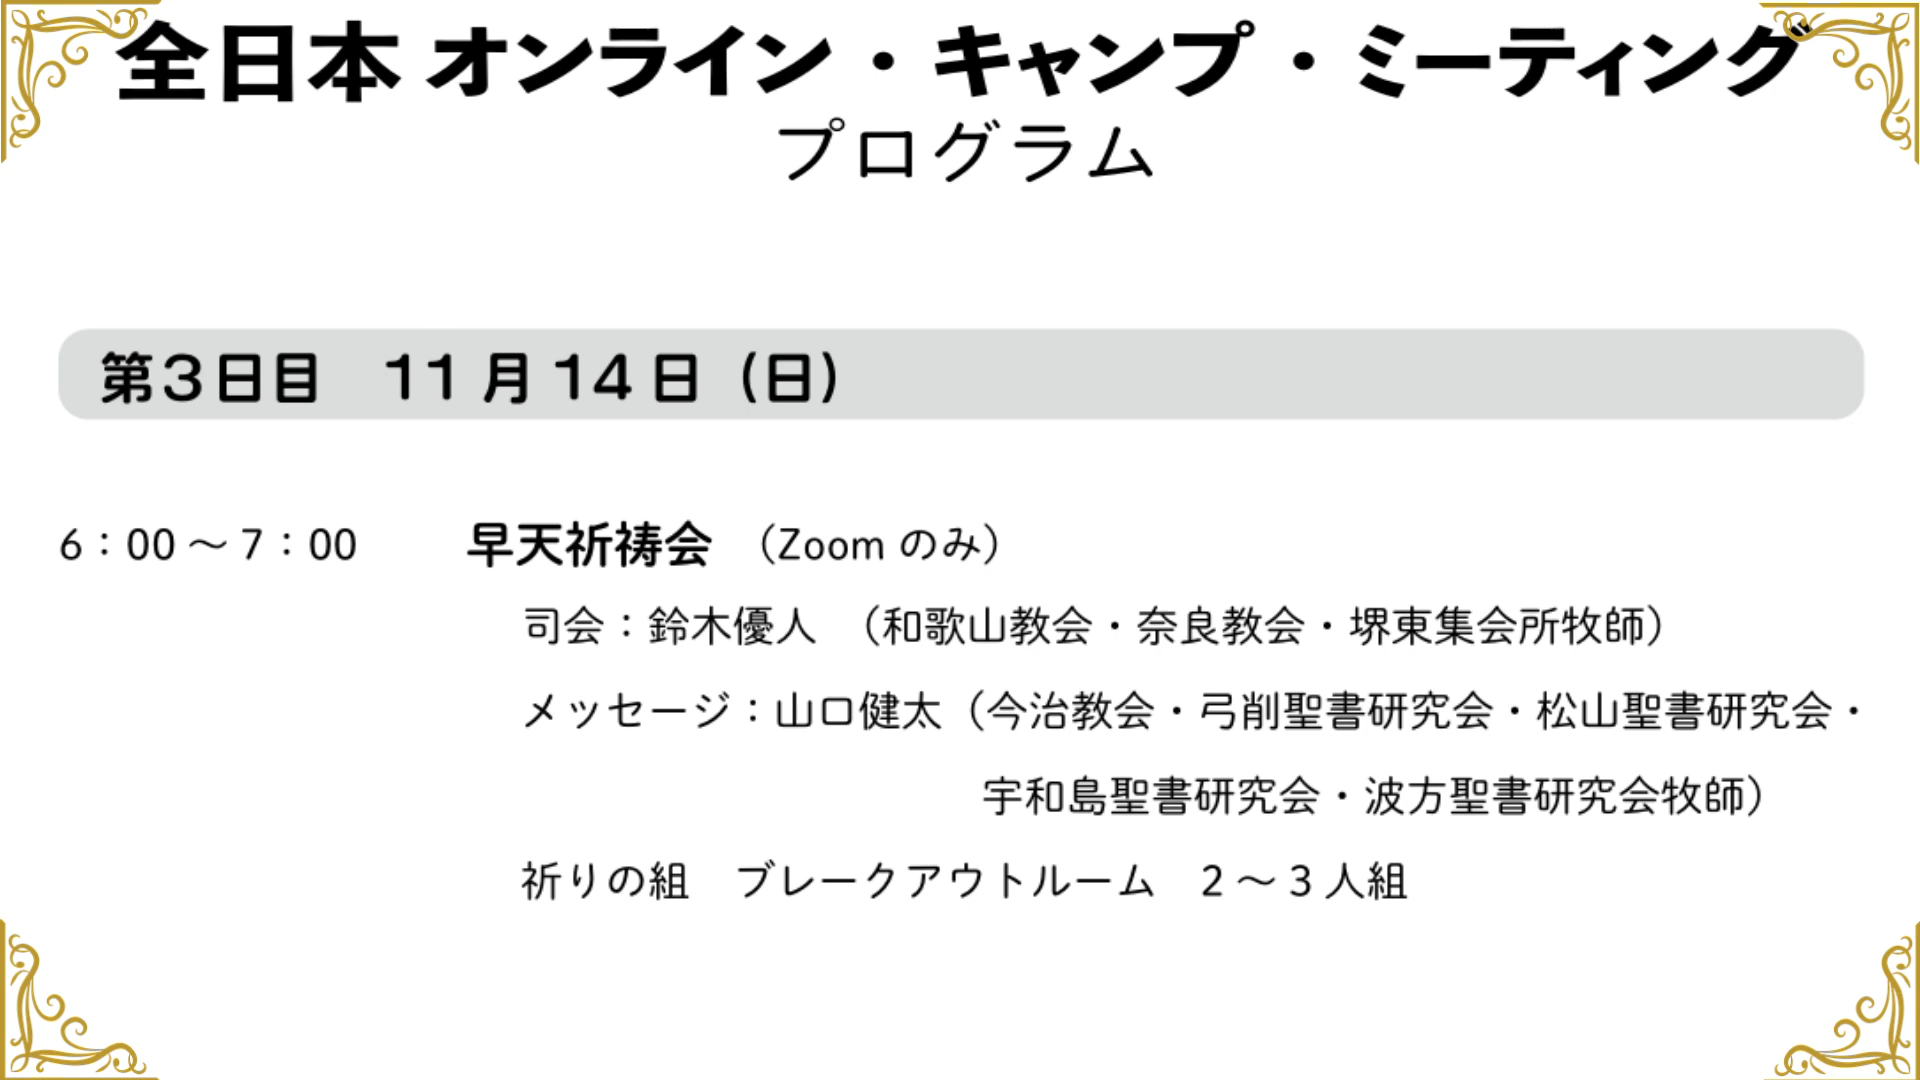 全日本 オンライン・キャンプ・ミーティング
プログラム
第3日目　11 月 14 日（日）
6：00 ～ 7：00　早天祈祷会　（Zoom のみ）
司会：鈴木優人　（和歌山教会・奈良教会・堺東集会所牧師）
メッセージ：山口健太（今治教会・弓削聖書研究会・松山聖書研究会・
宇和島聖書研究会・波方聖書研究会牧師）
祈りの組　ブレークアウトルーム　2 ～ 3 人組